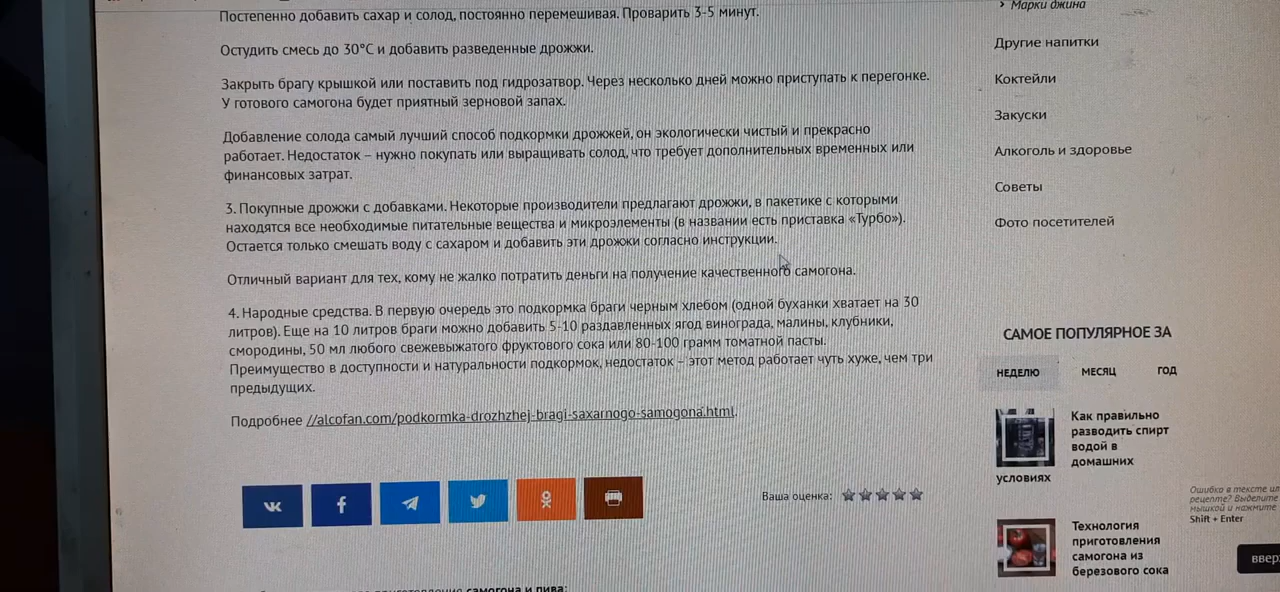 Постепенно добавить сахар и солод, постоянно перемешивая. Проварить 3-5 минут.
Остудить смесь до 30°С и добавить разведенные дрожжи.
Закрыть брагу крышкой или поставить под гидрозатвор. Через несколько дней можно приступать к перегонке.
У готового самогона будет приятный зерновой запах.
Добавление солода самый лучший способ подкормки дрожжей, он экологически чистый и прекрасно
работает. Недостаток – нужно покупать или выращивать солод, что требует дополнительных временных или
финансовых затрат.
3. Покупные дрожжи с добавками. Некоторые производители предлагают дрожжи, в пакетике с которыми
находятся все необходимые питательные вещества и микроэлементы (в названии есть приставка «Турбо»).
Остается только смешать воду с сахаром и добавить эти дрожжи согласно инструкции.
Отличный вариант для тех, кому не жалко потратить деньги на получение качественного самогона.
4. Народные средства. В первую очередь это подкормка браги черным хлебом (одной буханки хватает на 30
литров). Еще на 10 литров браги можно добавить 5-10 раздавленных ягод винограда, малины, клубники,
смородины, 50 мл любого свежевыжатого фруктового сока или 80-100 грамм томатной пасты.
Преимущество в доступности и натуральности подкормок, недостаток – этот метод работает чуть хуже, чем три
предыдущих.
Подробнее //alcofan.com/podkormka-drozhzhej-bragi-saxarnogo-samogona.html.
Ваша оценка:
самогона и пива:
Марки джина
Другие напитки
Коктейли
Закуски
Алкоголь и здоровье
Советы
Фото посетителей
САМОЕ ПОПУЛЯРНОЕ ЗА
НЕДЕЛЮ МЕСЯЦ ГОД
Как правильно
разводить спирт
водой в
домашних
условиях
Технология
приготовления
самогона из
березового сока
Ошибка в тексте ил
рецепте? Выделите
мышкой и нажмите
Shift + Enter
ввер